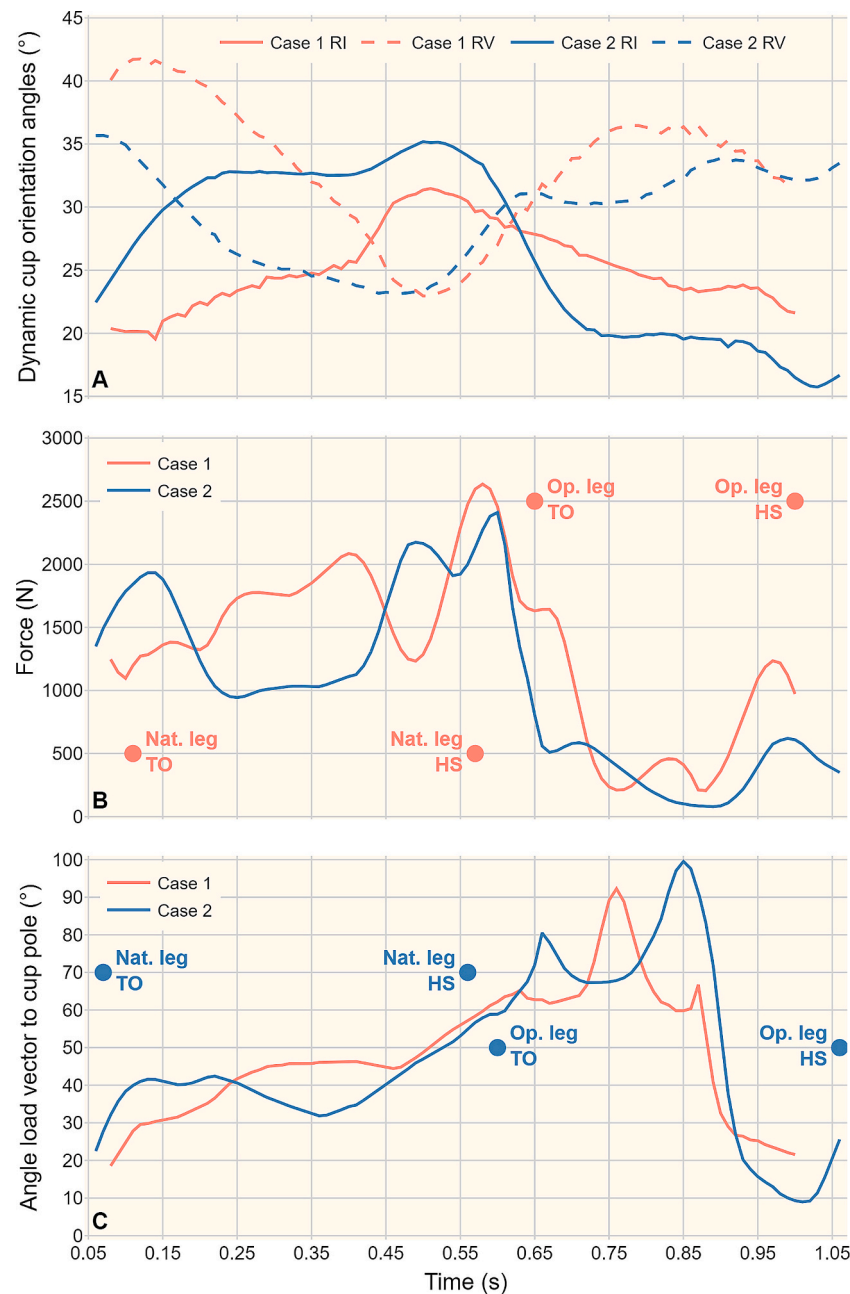 Dynamic cup orientation angles (°)
45
40
35
30
25
20
15
Case 1 RI Case 1 RV Case 2 RI Case 2 RV
A
Force (N)
3000
2500
2000
1500
1000
500
0
Case 1
Case 2
Op. leg
TO
Op. leg
HS
Nat. leg
TO
Nat. leg
HS
B
Angle load vector to cup pole (°)
100
90
80
70
60
50
40
30
20
10
0
Case 1
Case 2
Nat. leg
TO
Nat. leg
HS
Op. leg
TO
Op. leg
HS
C
0.05 0.15 0.25 0.35 0.45 0.55 0.65 0.75 0.85 0.95 1.05
Time (s)